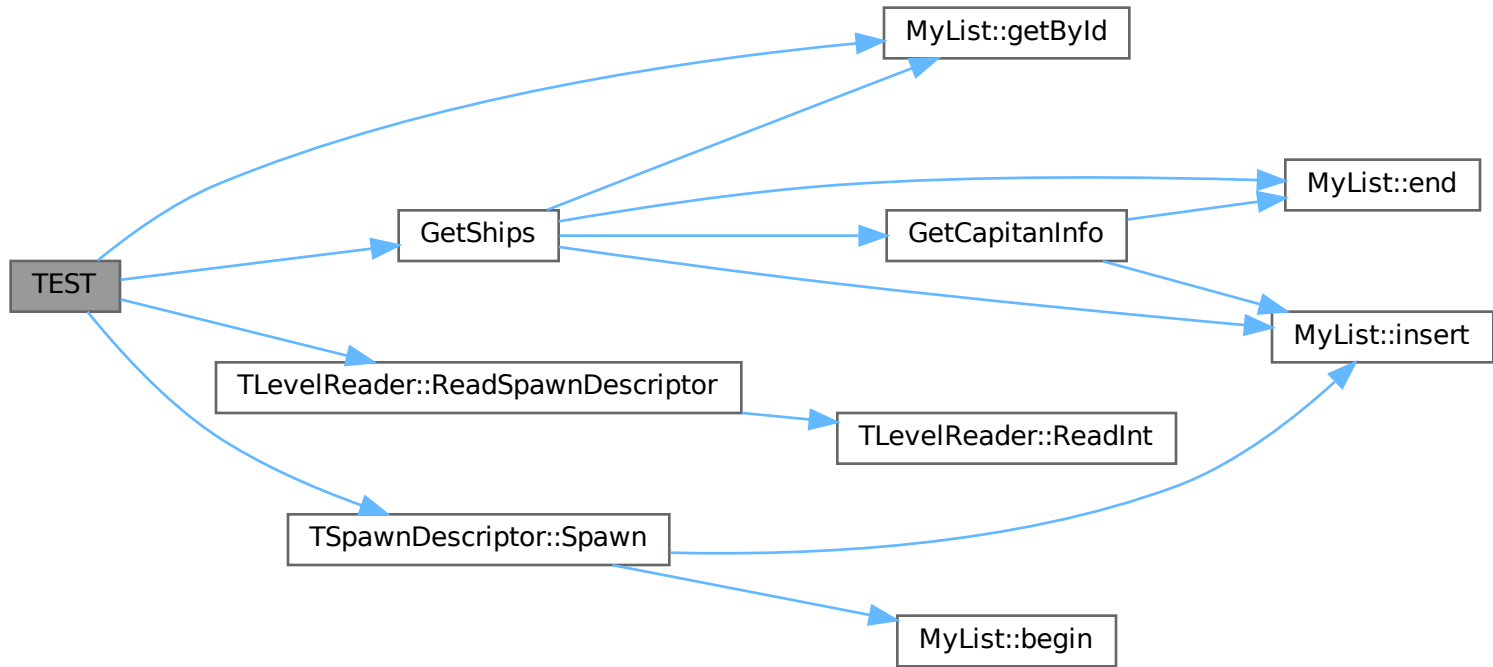 MyList::getById
MyList::end
GetShips
GetCapitanInfo
TEST
MyList::insert
TLevelReader::ReadSpawnDescriptor
TLevelReader::ReadInt
TSpawnDescriptor::Spawn
MyList::begin